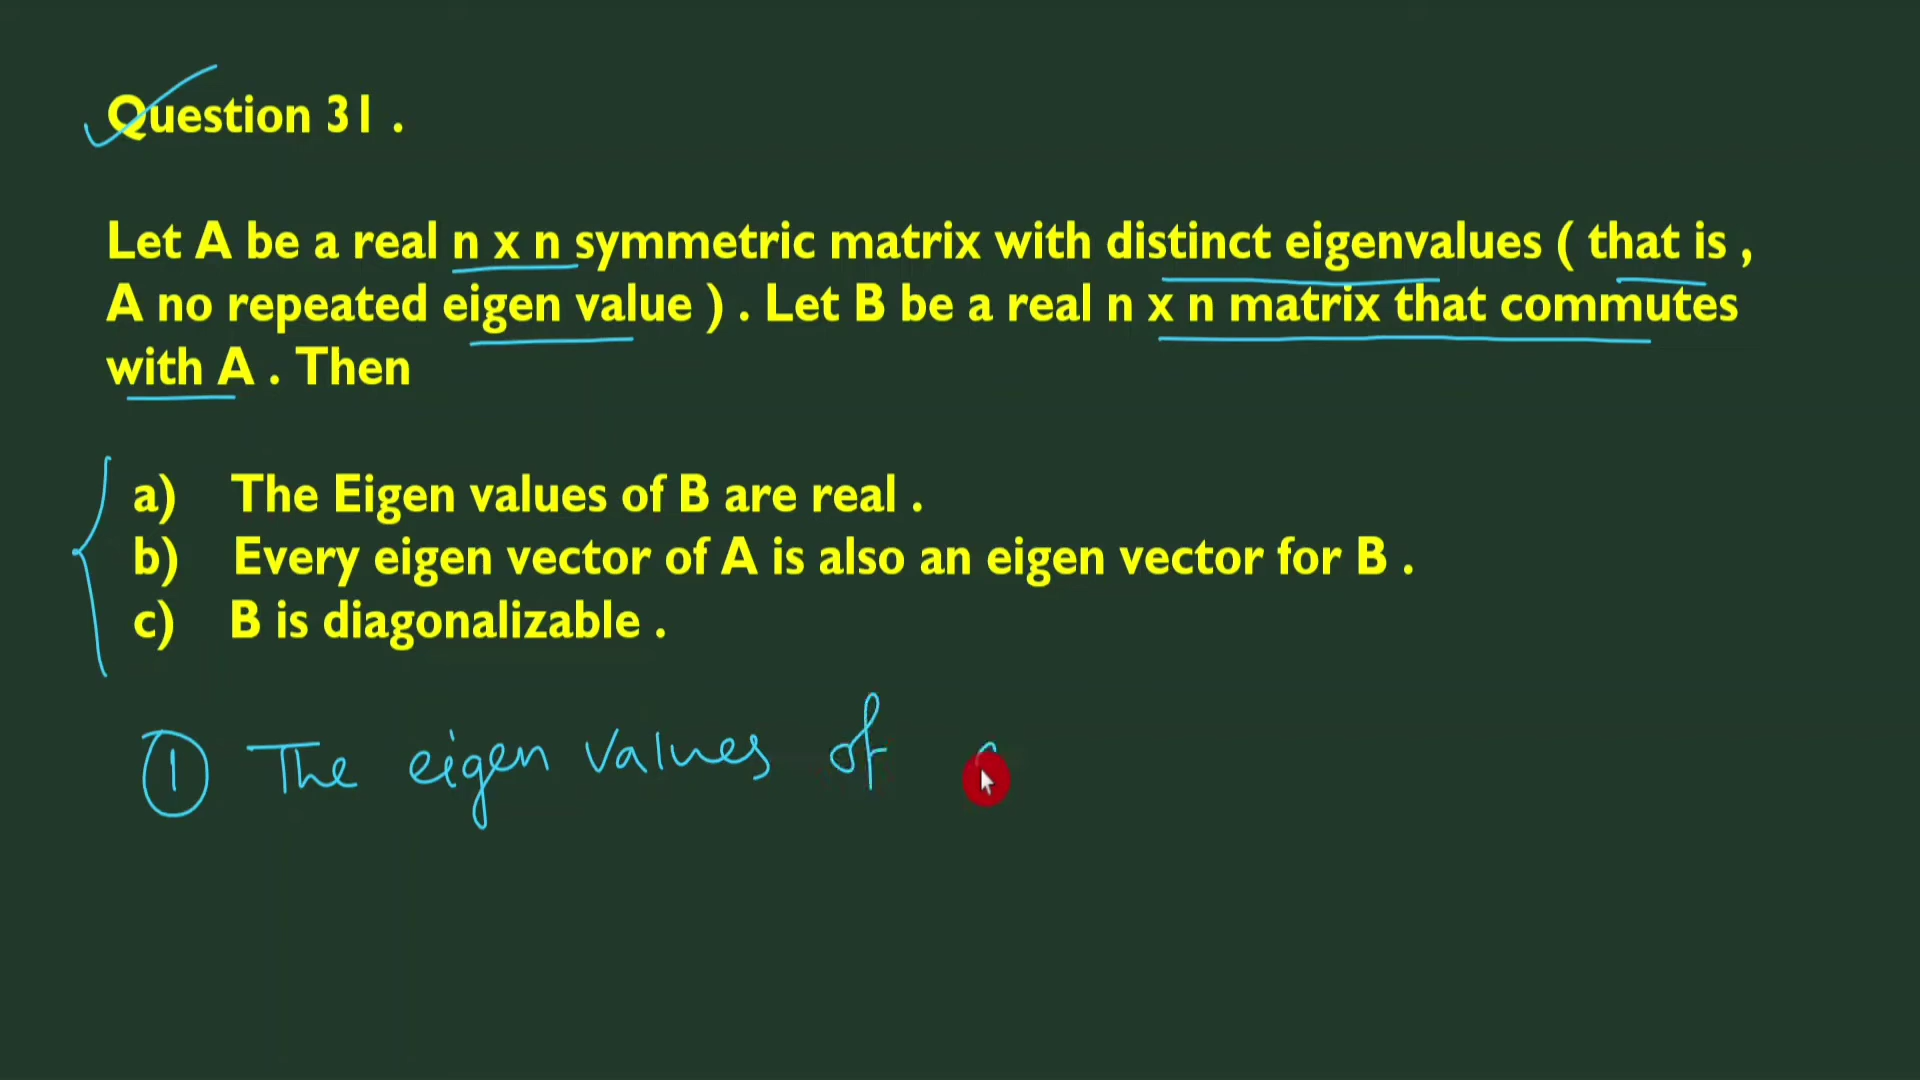 Question 31 .
Let A be a real n x n symmetric matrix with distinct eigenvalues ( that is ,
A no repeated eigen value ) . Let B be a real n x n matrix that commutes
with A . Then
a) The Eigen values of B are real .
b) Every eigen vector of A is also an eigen vector for B .
c) B is diagonalizable .
① The eigen values of